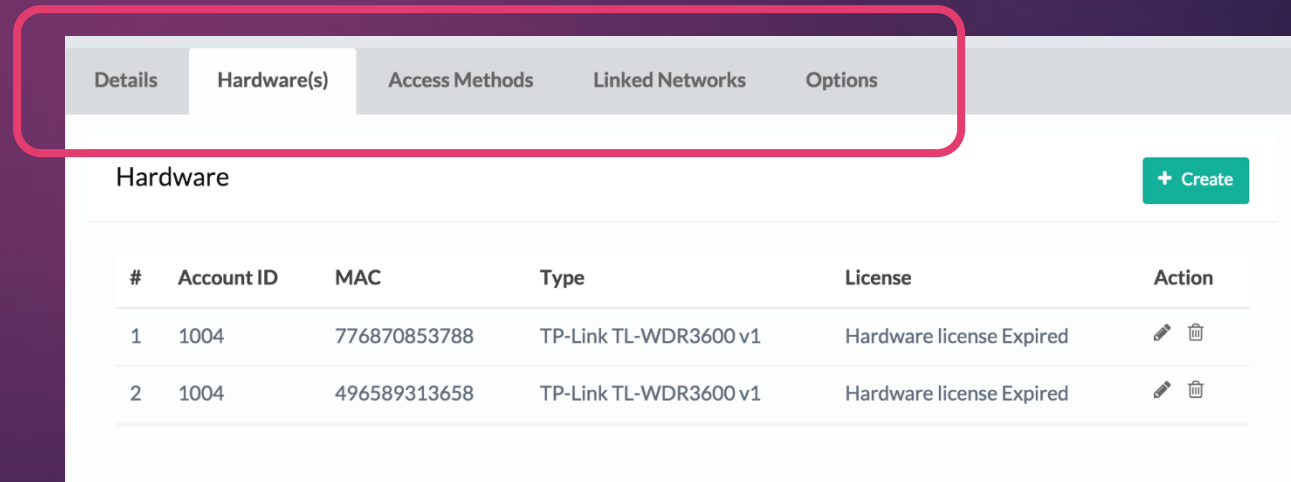 Details Hardware(s) Access Methods Linked Networks Options
Hardware
+ Create
# Account ID MAC Type License Action
1 1004 776870853788 TP-Link TL-WDR3600 v1 Hardware license Expired
2 1004 496589313658 TP-Link TL-WDR3600 v1 Hardware license Expired